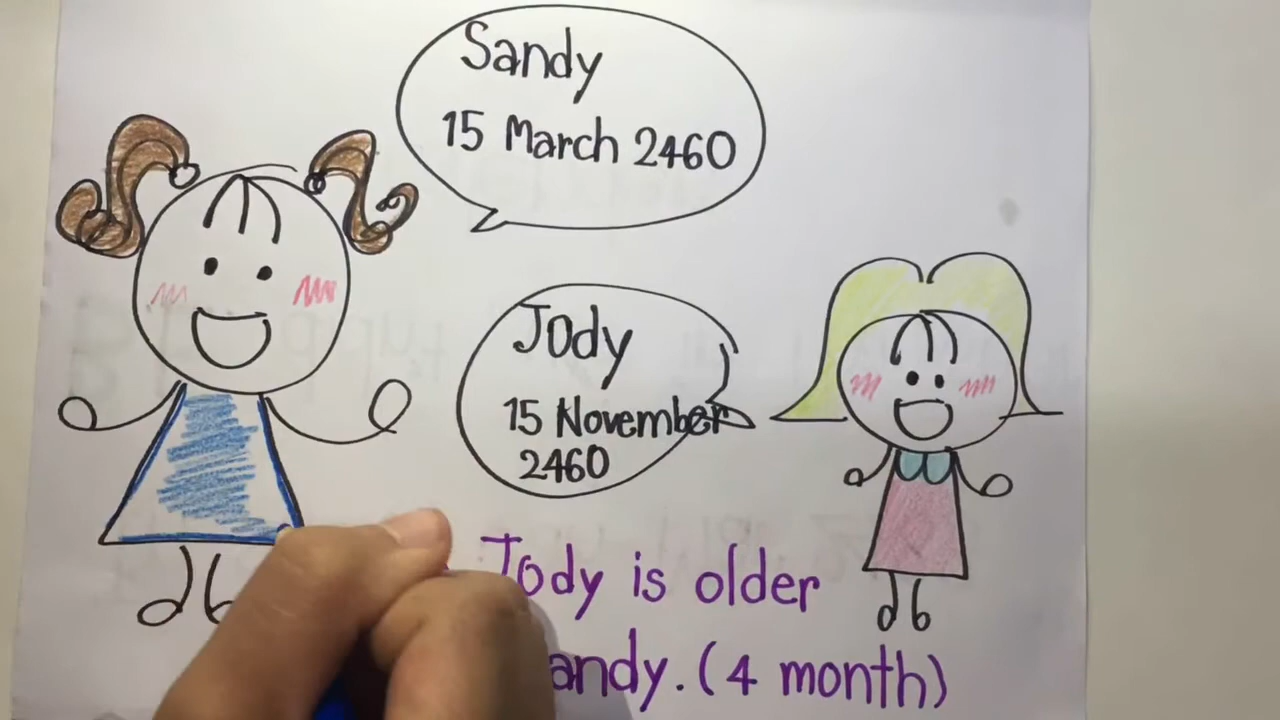 Sandy
15 March 2460
Jody
15 November
2460
Jody is older
andy. (4 month)